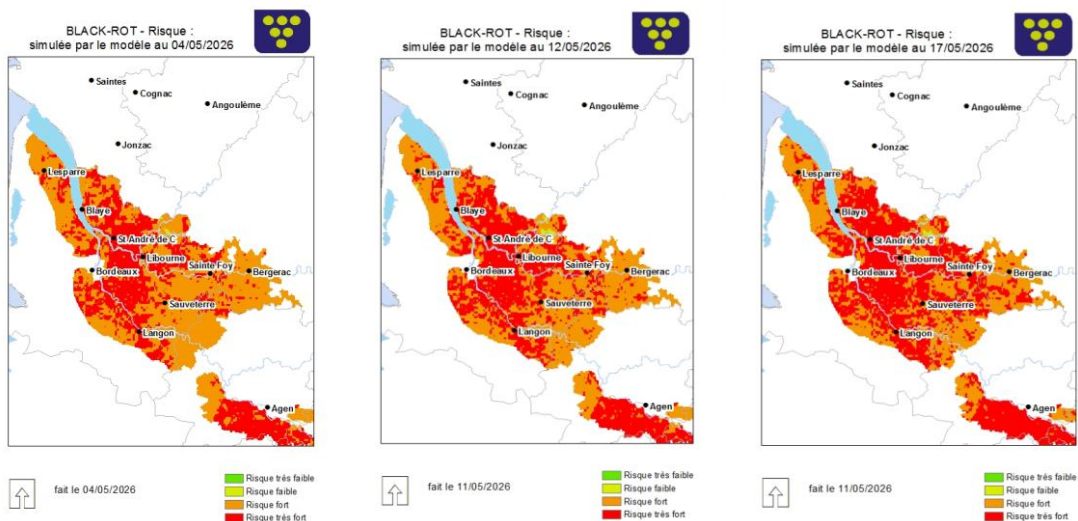 BLACK-ROT - Risque :
simulée par le modèle au 04/05/2026
Saintes
Cognac
Angoulème
Jonzac
Lesparre
Blaye
St André de C
Libourne
Sainte Foy
Bordeaux
Bergerac
Sauveterre
Langon
Agen
fait le 04/05/2026
Risque très faible
Risque faible
Risque fort
Risque très fort
BLACK-ROT - Risque :
simulée par le modèle au 12/05/2026
Saintes
Cognac
Angoulème
Jonzac
Lesparre
Blaye
St André de C
Libourne
Sainte Foy
Bordeaux
Bergerac
Sauveterre
Langon
Agen
fait le 11/05/2026
Risque très faible
Risque faible
Risque fort
Risque très fort
BLACK-ROT - Risque :
simulée par le modèle au 17/05/2026
Saintes
Cognac
Angoulème
Jonzac
Lesparre
Blaye
St André de C
Libourne
Sainte Foy
Bordeaux
Bergerac
Sauveterre
Langon
Agen
fait le 11/05/2026
Risque très faible
Risque faible
Risque fort
Risque très fort